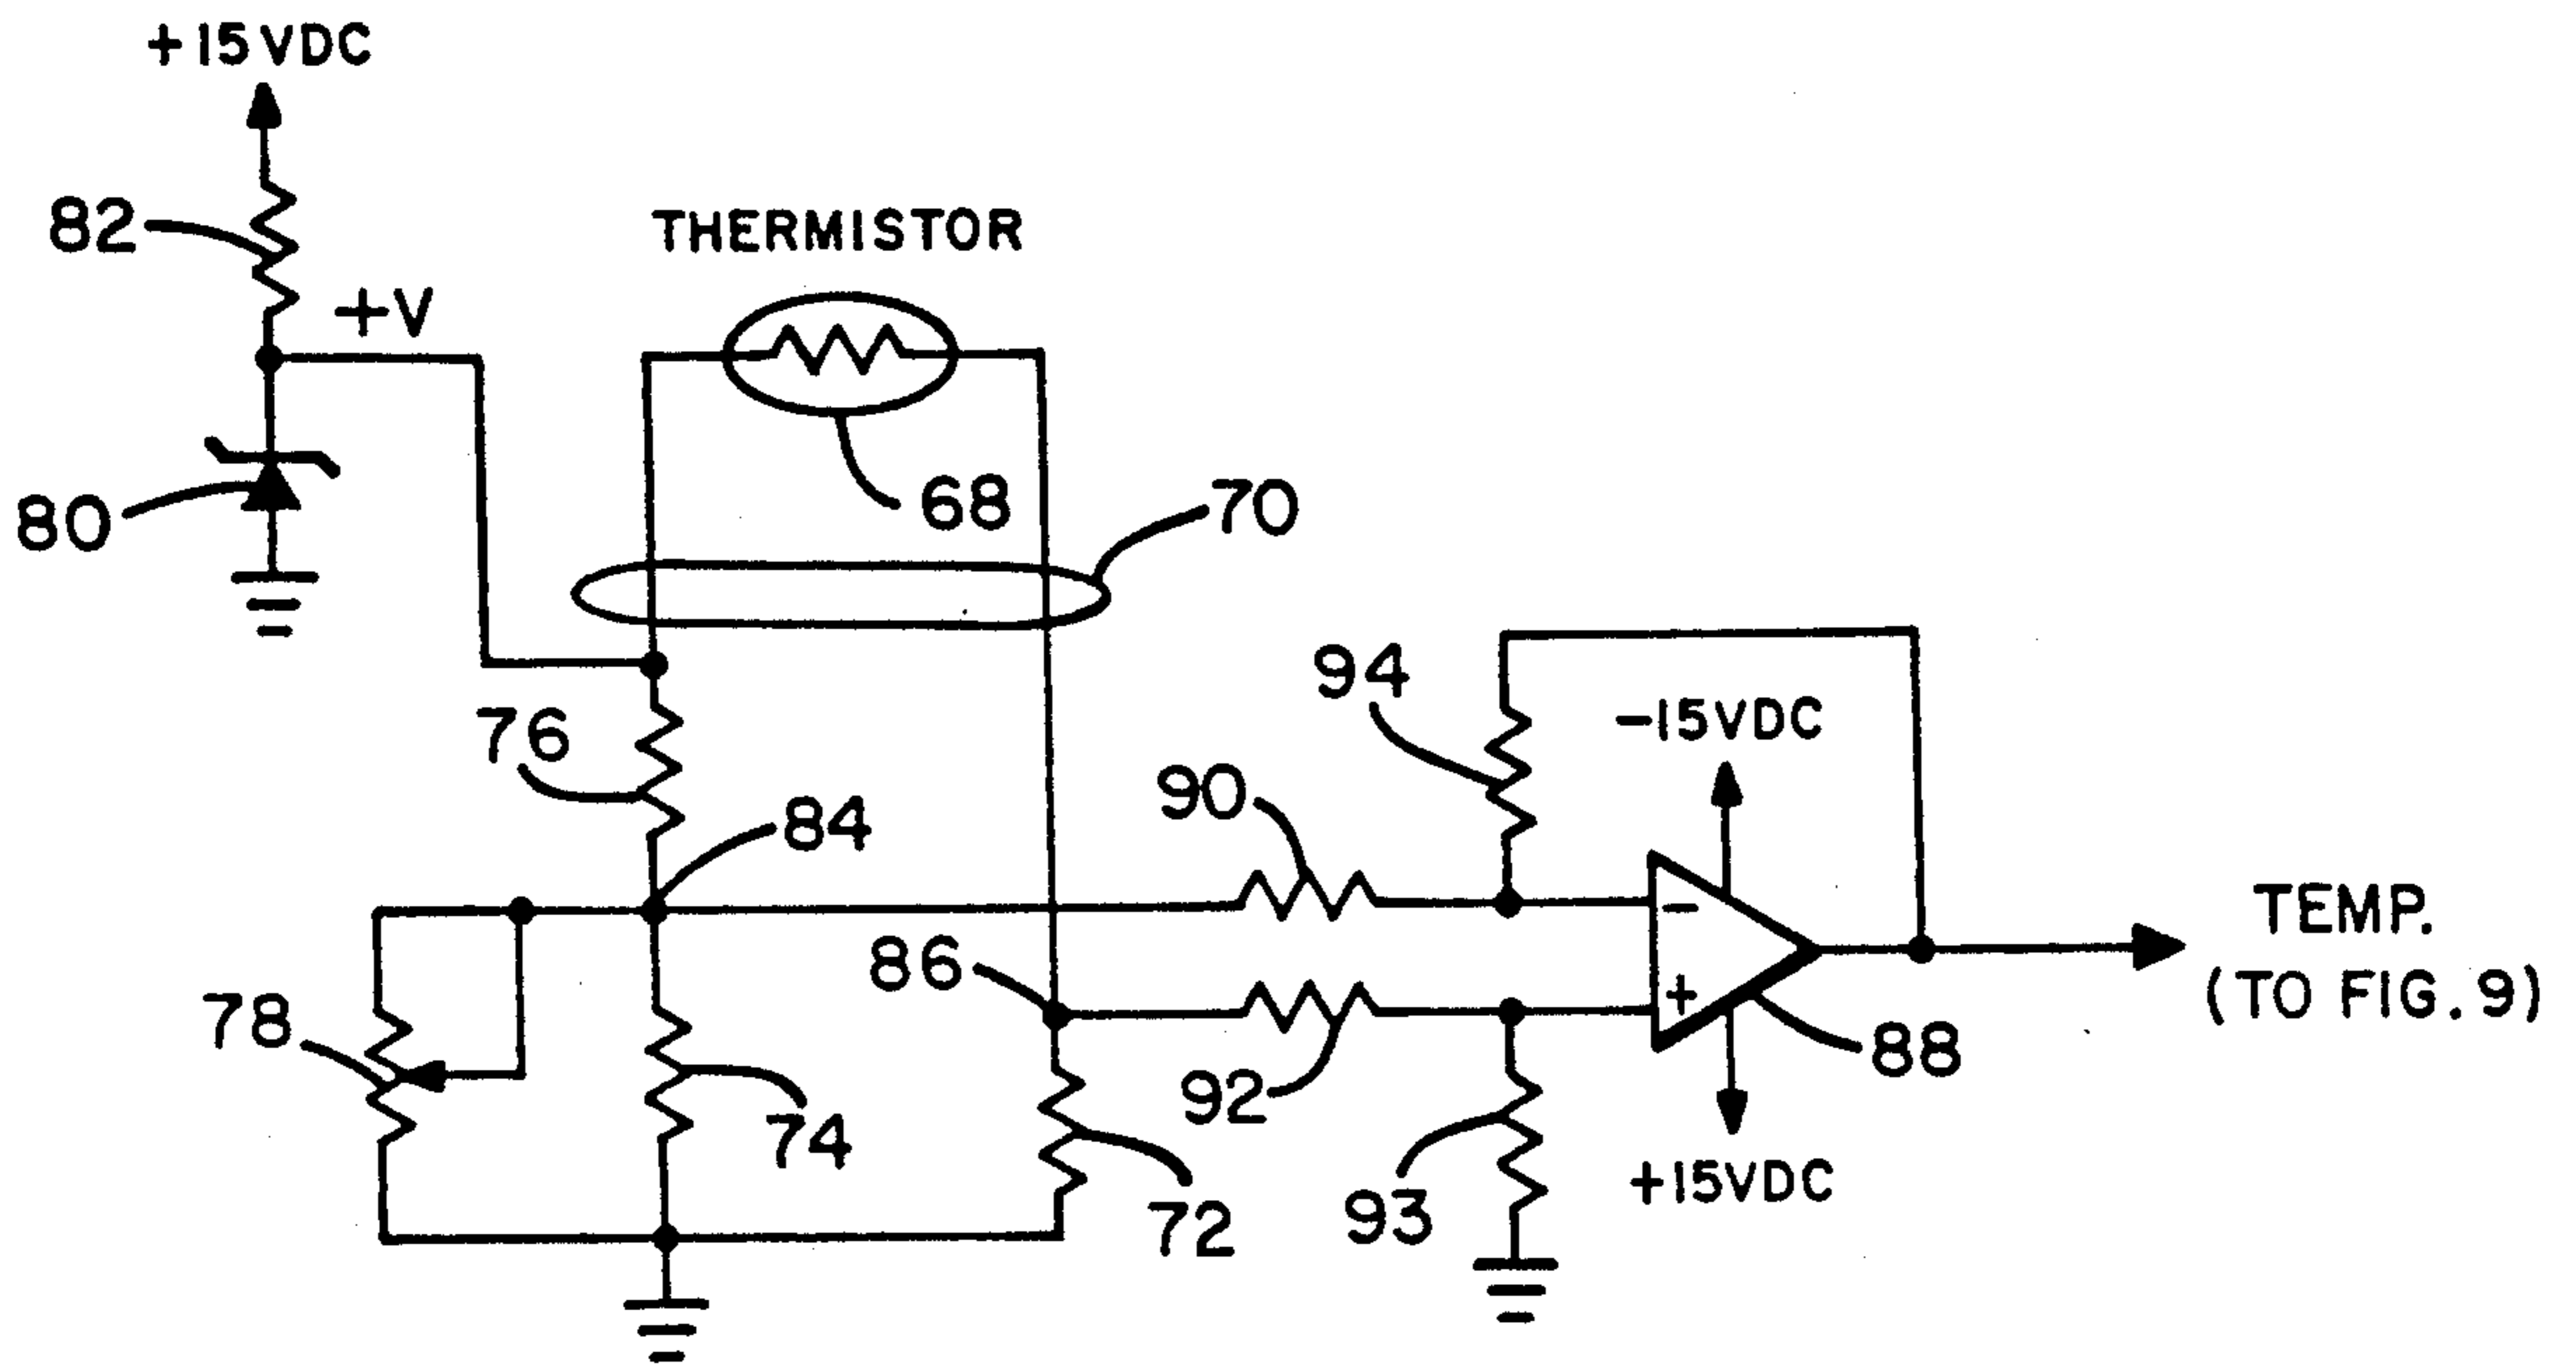 +15VDC
82
THERMISTOR
+V
80
68
70
76
94
-15VDC
90
84
86
TEMP.
(TO FIG. 9)
78
88
92
74
93
+15VDC
72
-
+